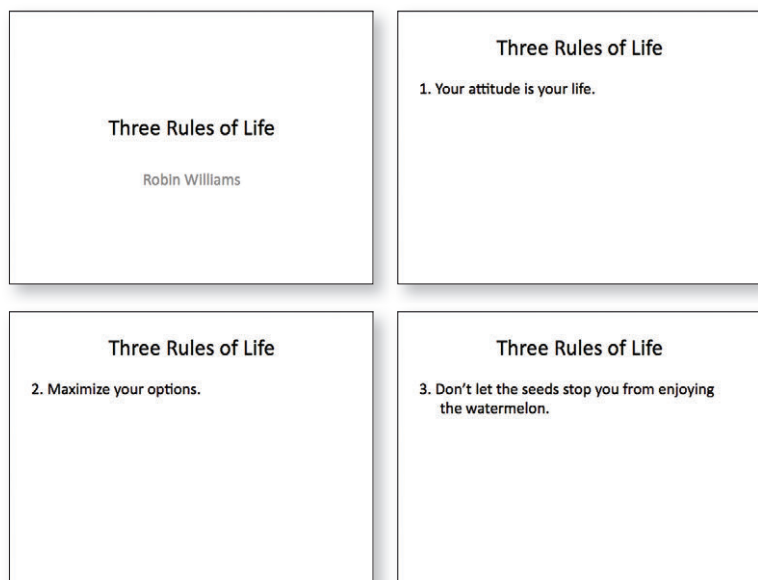 Three Rules of Life
Robin Williams
Three Rules of Life
1. Your attitude is your life.
Three Rules of Life
2. Maximize your options.
Three Rules of Life
3. Don't let the seeds stop you from enjoying
the watermelon.